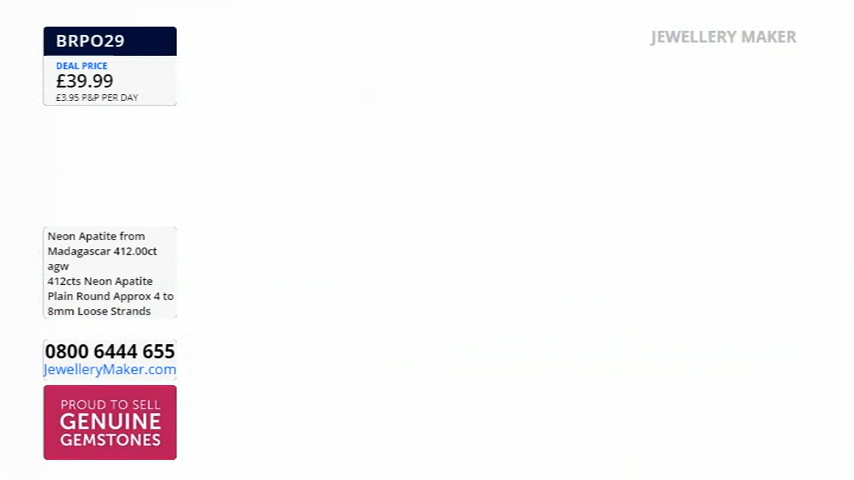 BRPO29
JEWELLERY MAKER
DEAL PRICE
£39.99
£3.95 P&P PER DAY
Neon Apatite from
Madagascar 412.00ct
agw
412cts Neon Apatite
Plain Round Approx 4 to
8mm Loose Strands
0800 6444 655
JewelleryMaker.com
PROUD TO SELL
GENUINE
GEMSTONES